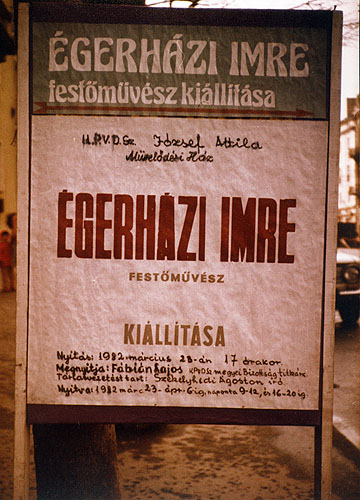 ÉGERHÁZI IMRE
festőművész kiállítása
József Attila
Művelődési Ház
ÉGERHÁZI IMRE
FESTŐMŰVÉSZ
KIÁLLÍTÁSA
Nyitás: 1982. március 23-án 17 órakor.
Megnyitja: Fábián Lajos KPVDSz megyei Bizottság titkára.
Tárlatvezetést tart: Székelyhidi Ágoston író
Nyitva: 1982 márc 23-ápr. 6 ig, naponta 9-12, és 16-20 ig.